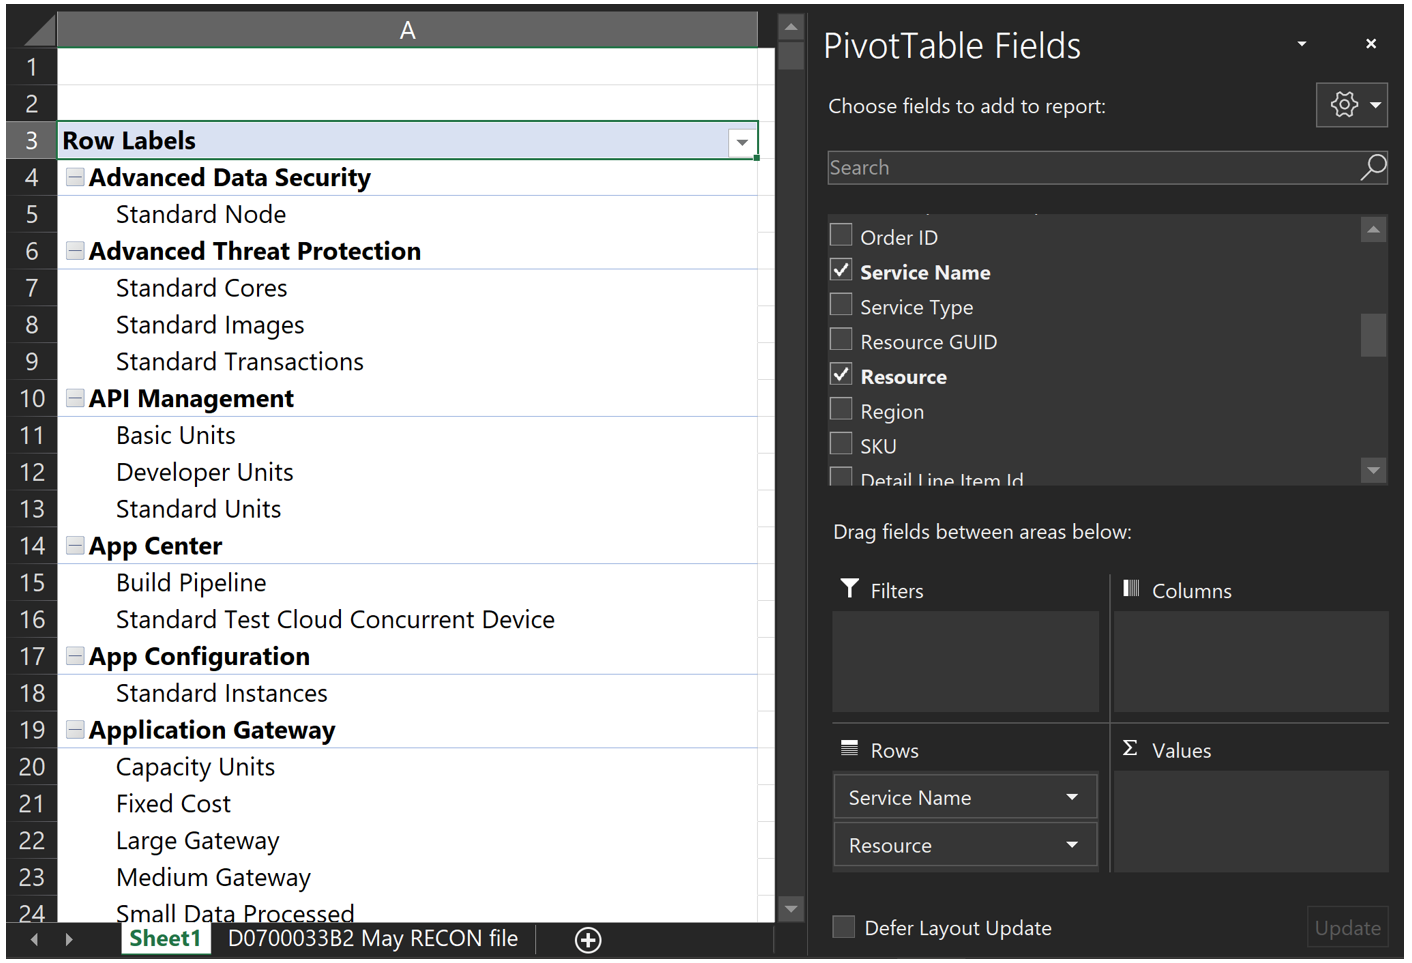 A
1
2
3 Row Labels
4 Advanced Data Security
5 Standard Node
6 Advanced Threat Protection
7 Standard Cores
8 Standard Images
9 Standard Transactions
10 API Management
11 Basic Units
12 Developer Units
13 Standard Units
14 App Center
15 Build Pipeline
16 Standard Test Cloud Concurrent Device
17 App Configuration
18 Standard Instances
19 Application Gateway
20 Capacity Units
21 Fixed Cost
22 Large Gateway
23 Medium Gateway
24 Small Data Processed
Sheet1 D0700033B2 May RECON file
PivotTable Fields
Choose fields to add to report:
Search
Order ID
Service Name
Service Type
Resource GUID
Resource
Region
SKU
Detail Line Item Id
Drag fields between areas below:
Filters
Columns
Rows
Service Name
Resource
Σ Values
Defer Layout Update
Update